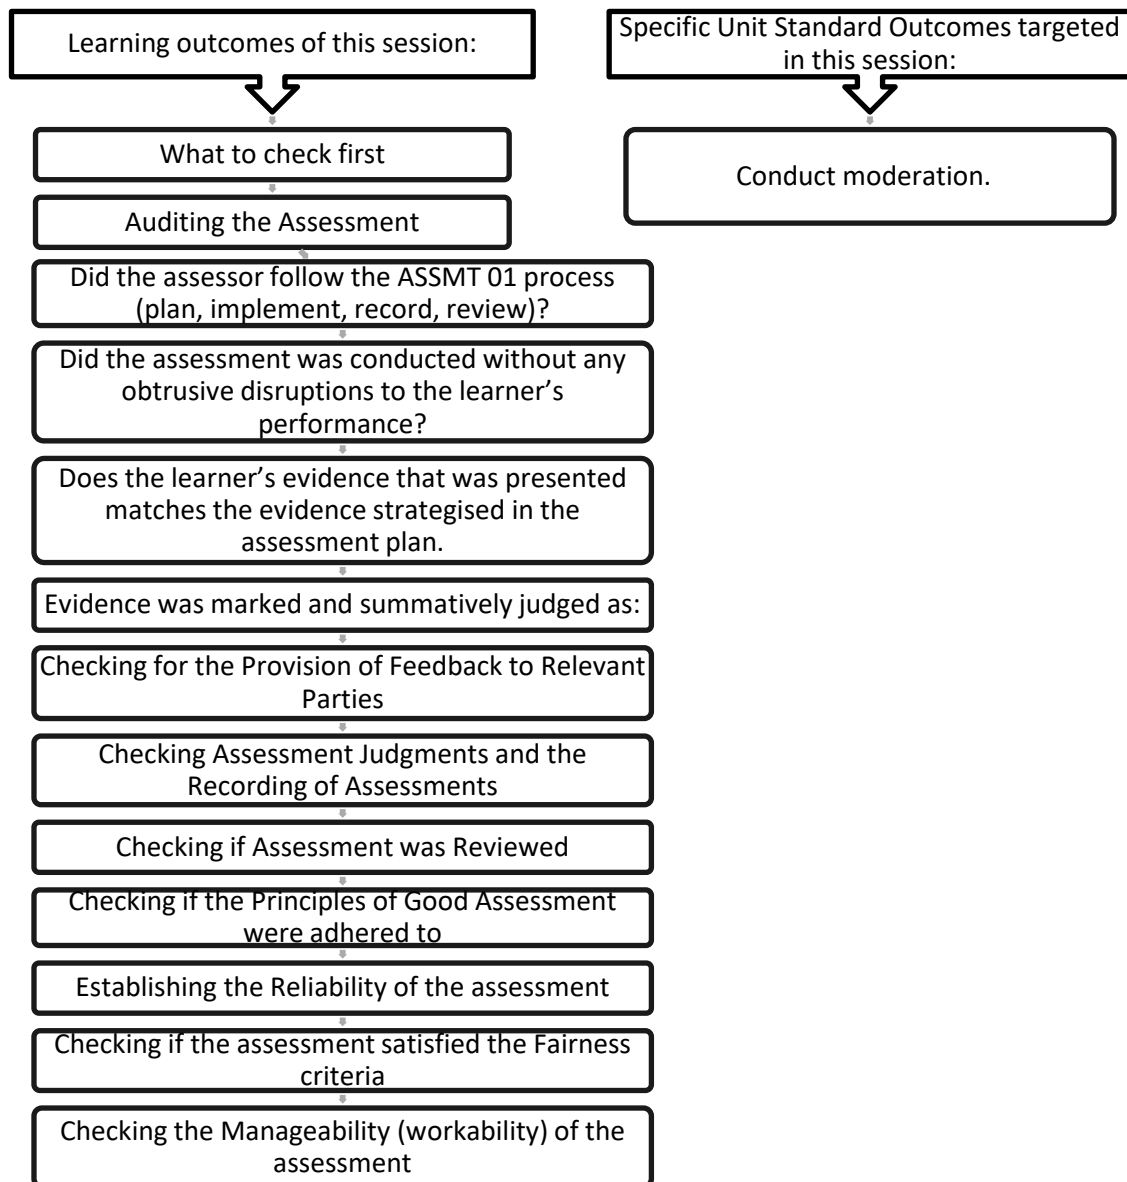 Learning outcomes of this session:
What to check first
Auditing the Assessment
Did the assessor follow the ASSMT 01 process
(plan, implement, record, review)?
Did the assessment was conducted without any
obtrusive disruptions to the learner’s
performance?
Does the learner’s evidence that was presented
matches the evidence strategised in the
assessment plan.
Evidence was marked and summatively judged as:
Checking for the Provision of Feedback to Relevant
Parties
Checking Assessment Judgments and the
Recording of Assessments
Checking if Assessment was Reviewed
Checking if the Principles of Good Assessment
were adhered to
Establishing the Reliability of the assessment
Checking if the assessment satisfied the Fairness
criteria
Checking the Manageability (workability) of the
assessment
Specific Unit Standard Outcomes targeted
in this session:
Conduct moderation.